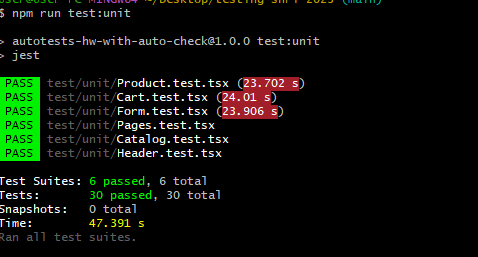 ~/Desktop/testing-shri-2023 (main)
$ npm run test:unit
> autotests-hw-with-auto-check@1.0.0 test:unit
> jest
PASS test/unit/Product.test.tsx (23.702 s)
PASS test/unit/Cart.test.tsx (24.01 s)
PASS test/unit/Form.test.tsx (23.906 s)
PASS test/unit/Pages.test.tsx
PASS test/unit/Catalog.test.tsx
PASS test/unit/Header.test.tsx
Test Suites: 6 passed, 6 total
Tests: 30 passed, 30 total
Snapshots: 0 total
Time: 47.391 s
Ran all test suites.